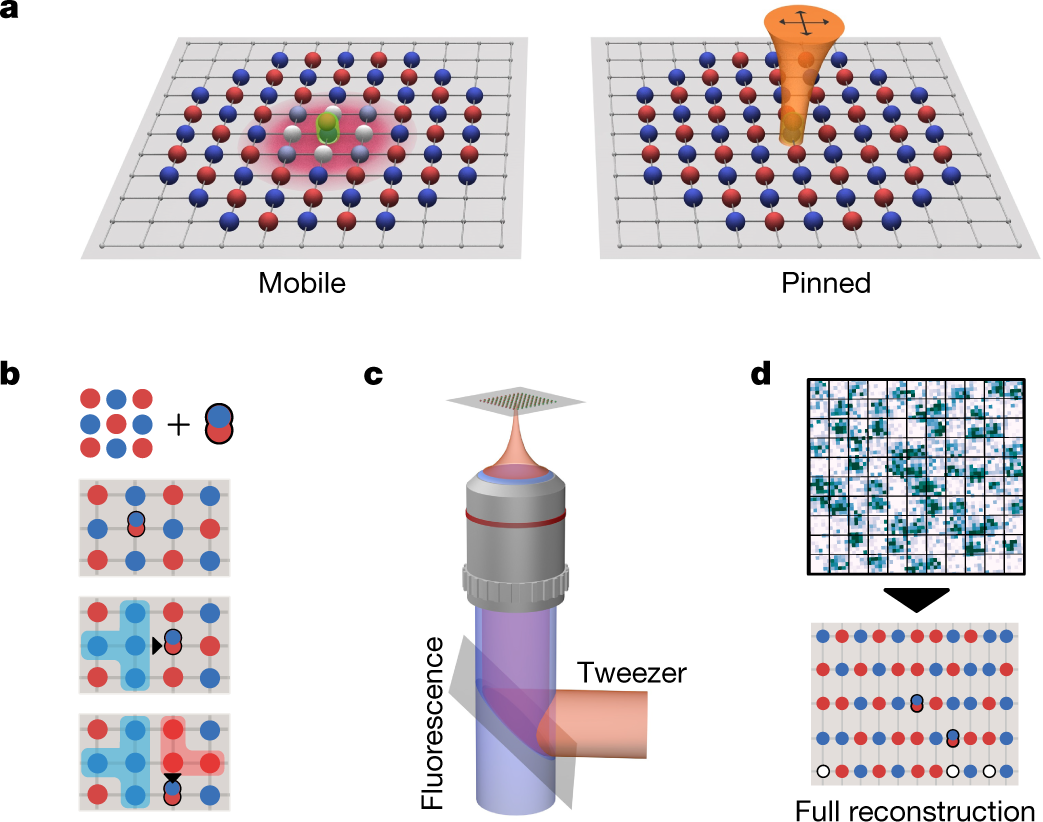 a
Mobile
Pinned
b
+
c
Fluorescence
Tweezer
d
Full reconstruction